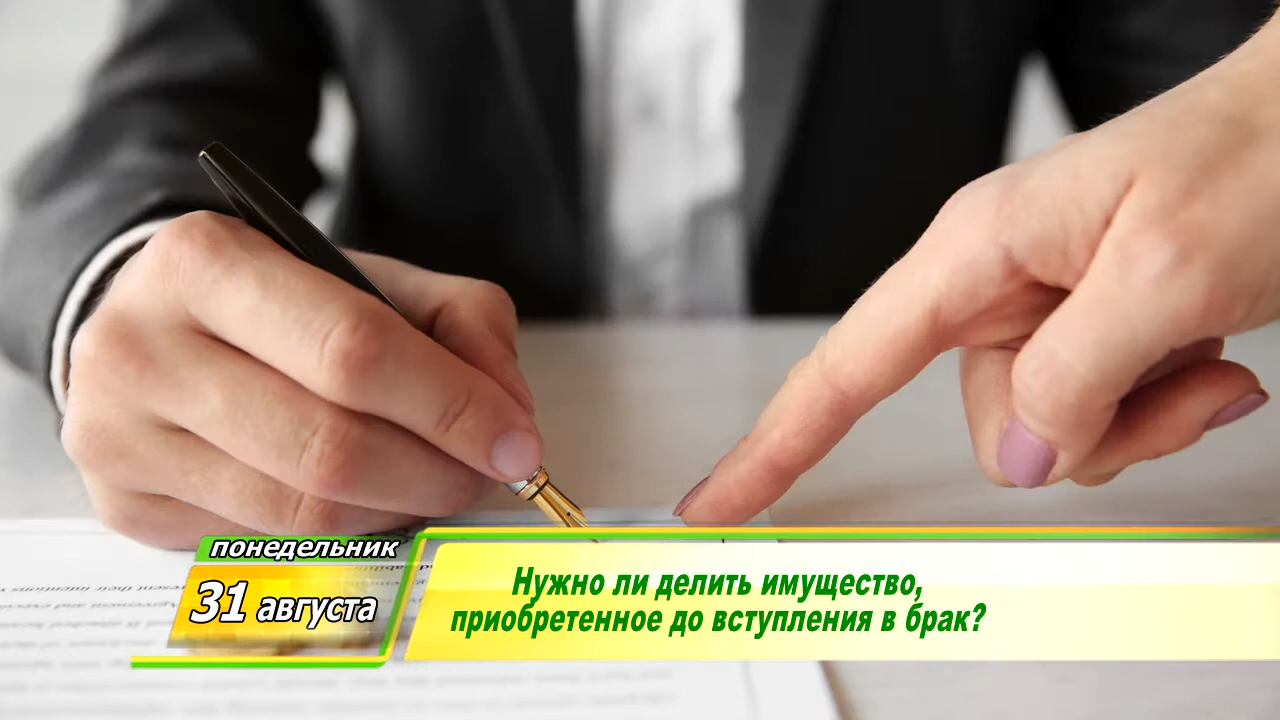 понедельник
31 августа
Нужно ли делить имущество,
приобретенное до вступления в брак?